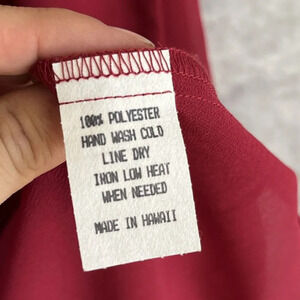 100% POLYESTER
HAND WASH COLD
LINE DRY
IRON LOW HEAT
WHEN NEEDED
MADE IN HAWAII